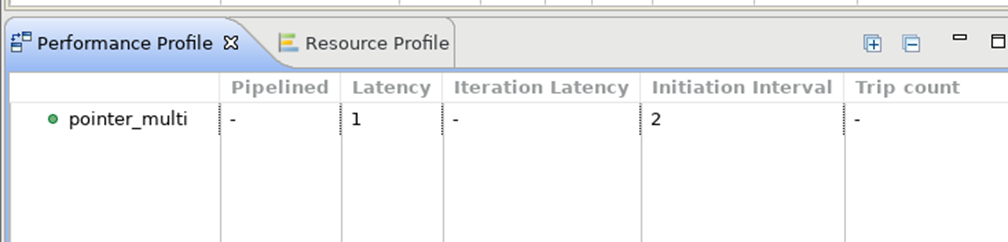 Performance Profile Resource Profile
Pipelined Latency Iteration Latency Initiation Interval Trip count
pointer_multi - 1 - 2 -